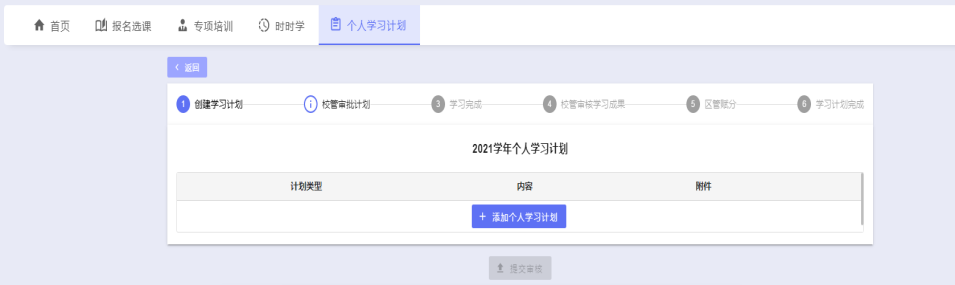 首页 报名选课 专项培训 时时学 个人学习计划
返回
1 创建学习计划 校管审批计划 3 学习完成 4 校管审核学习成果 5 区管赋分 6 学习计划完成
2021学年个人学习计划
计划类型 内容 附件
+ 添加个人学习计划
提交审核